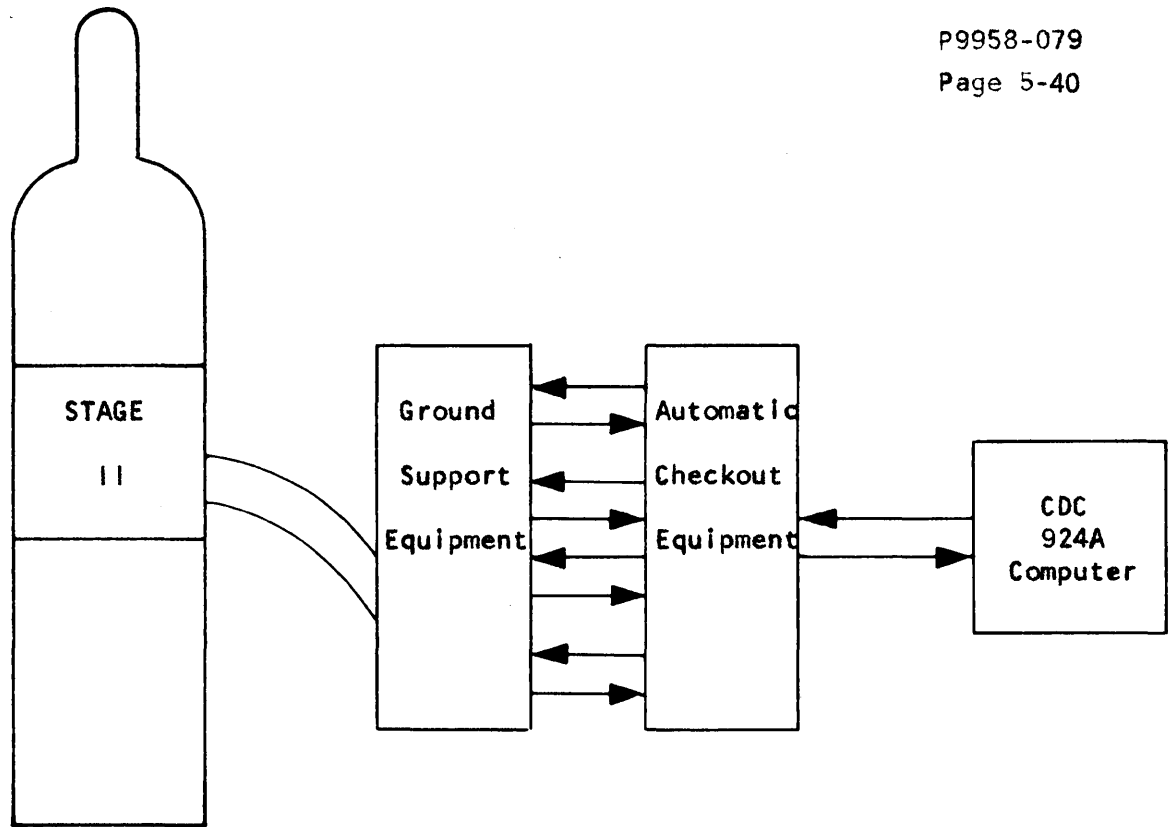 P9958-079
Page 5-40
STAGE
II
Ground
Support
Equipment
Automatic
Checkout
Equipment
CDC
924A
Computer